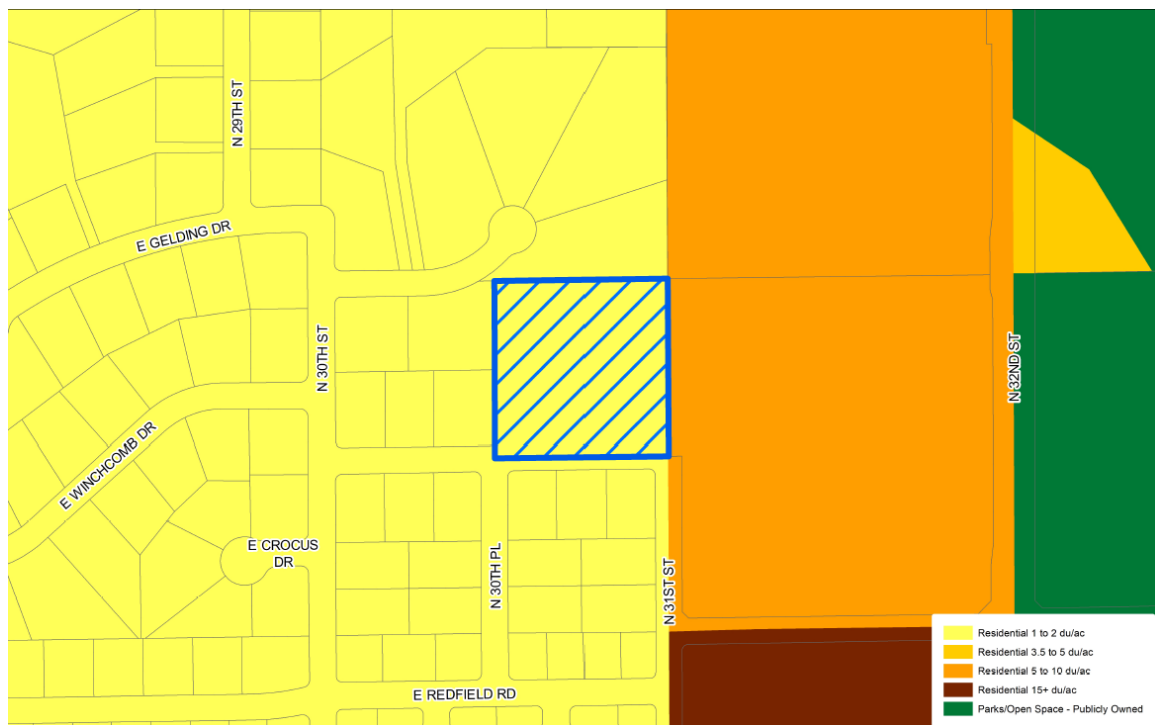 N 29TH ST
E GELDING DR
N 30TH ST
N 32ND ST
E WINCHCOMB DR
E CROCUS
DR
N 30TH PL
N 31ST ST
E REDFIELD RD
Residential 1 to 2 du/ac
Residential 3.5 to 5 du/ac
Residential 5 to 10 du/ac
Residential 15+ du/ac
Parks/Open Space - Publicly Owned